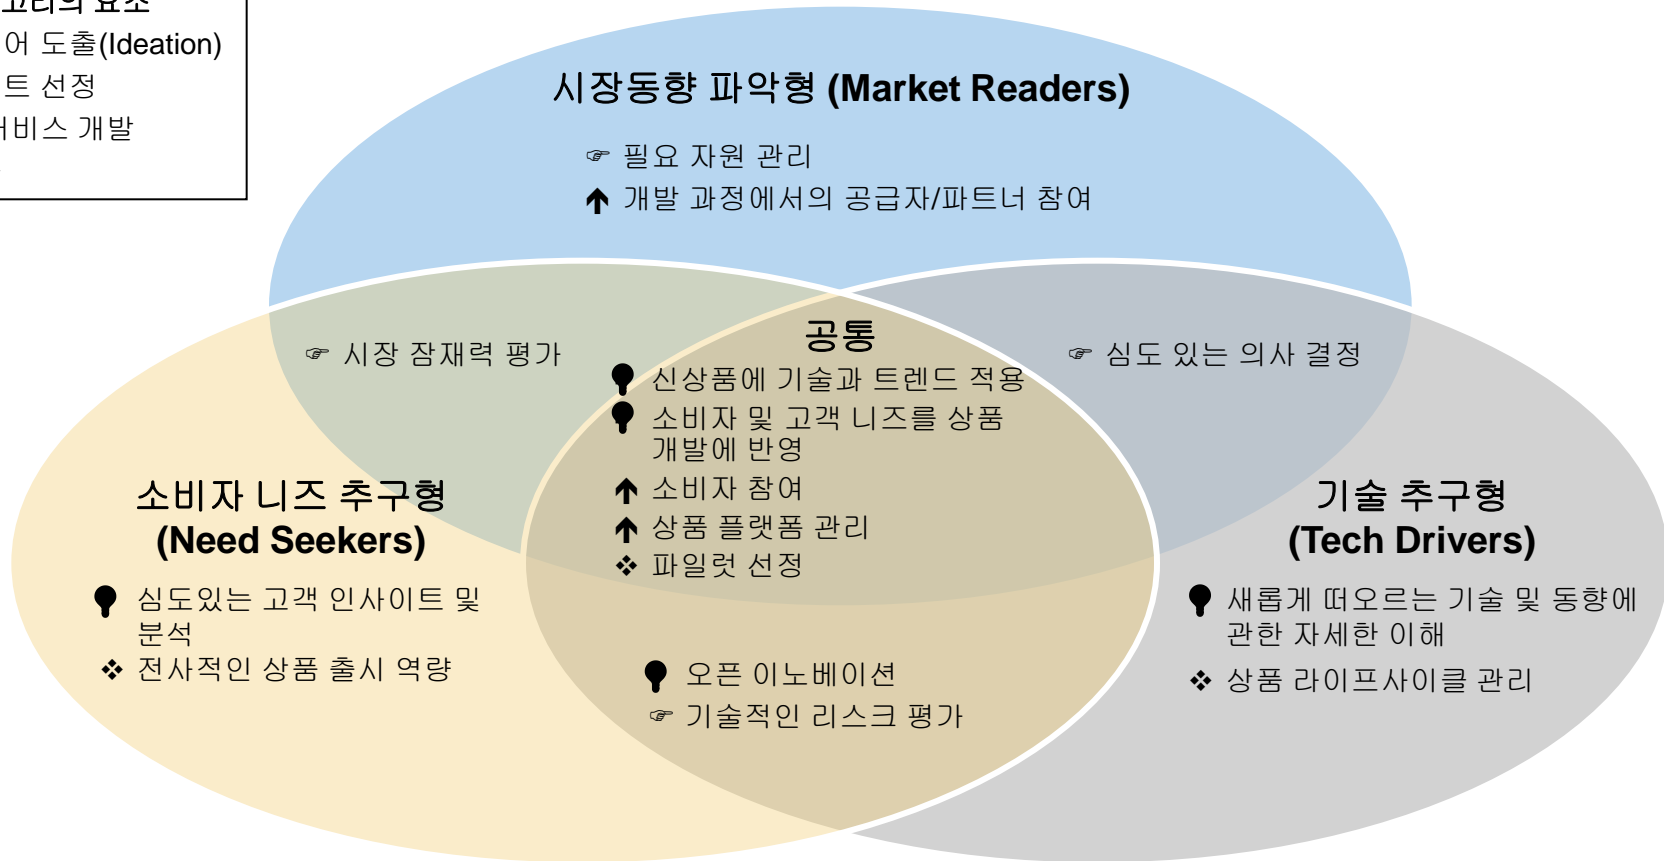 고리의 요소
어 도출(Ideation)
트 선정
서비스 개발
시장동향 파악형 (Market Readers)
☞ 필요 자원 관리
↑ 개발 과정에서의 공급자/파트너 참여
☞ 시장 잠재력 평가
공통
신상품에 기술과 트렌드 적용
소비자 및 고객 니즈를 상품
개발에 반영
↑ 소비자 참여
↑ 상품 플랫폼 관리
❖ 파일럿 선정
☞ 심도 있는 의사 결정
소비자 니즈 추구형
(Need Seekers)
심도있는 고객 인사이트 및
분석
❖ 전사적인 상품 출시 역량
오픈 이노베이션
☞ 기술적인 리스크 평가
기술 추구형
(Tech Drivers)
새롭게 떠오르는 기술 및 동향에
관한 자세한 이해
❖ 상품 라이프사이클 관리